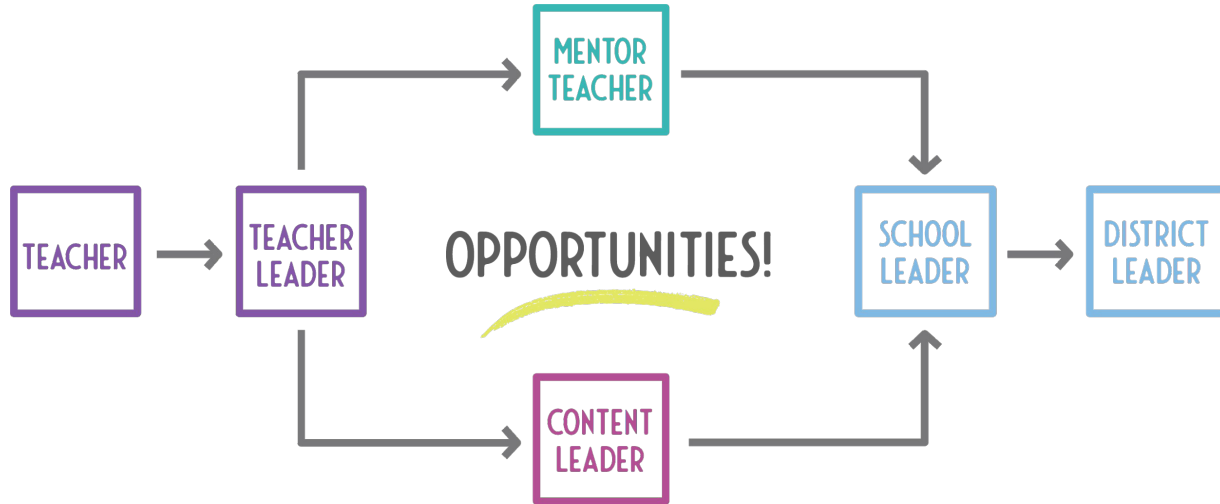 MENTOR
TEACHER
TEACHER
TEACHER
LEADER
OPPORTUNITIES!
SCHOOL
LEADER
DISTRICT
LEADER
CONTENT
LEADER